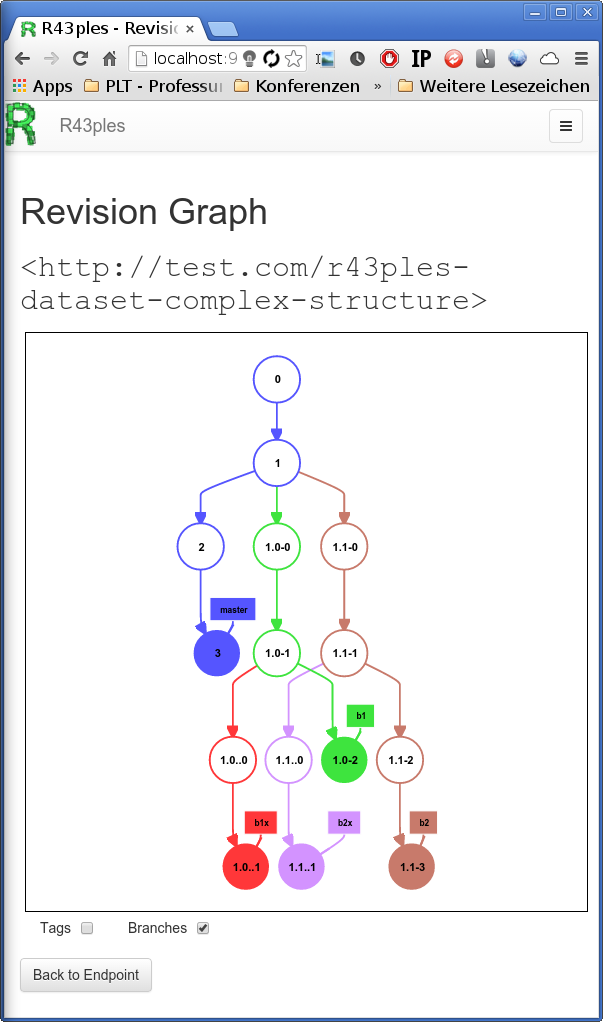 R43ples - Revisio
localhost:9
IP
Apps
PLT - Professur
Konferenzen
»
Weitere Lesezeichen
R
R43ples
Revision Graph
<http://test.com/r43ples-
dataset-complex-structure>
0
1
2
1.0-0
1.1-0
master
3
1.0-1
1.1-1
b1
1.0..0
1.1..0
1.0-2
1.1-2
b1x
b2x
b2
1.0..1
1.1..1
1.1-3
Tags
Branches
Back to Endpoint